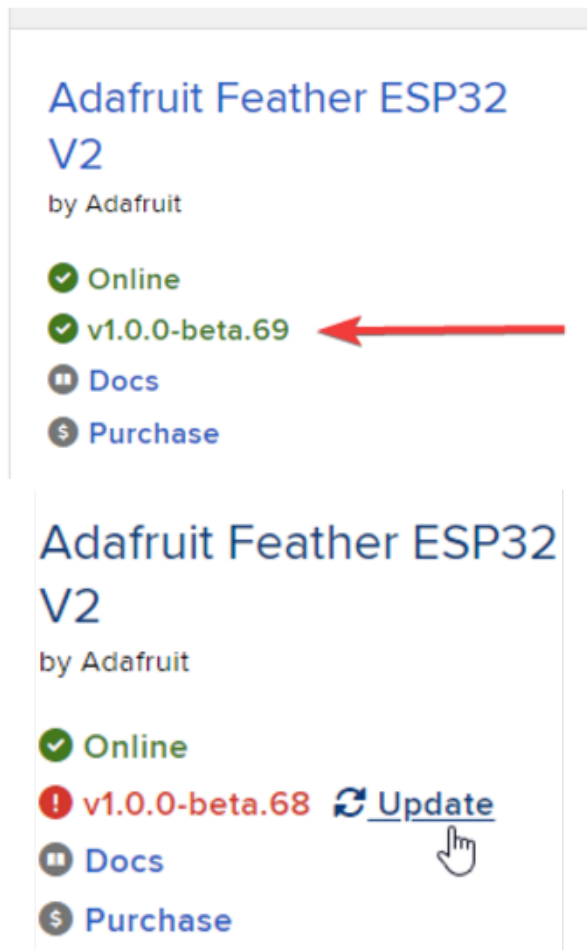 Adafruit Feather ESP32
V2
by Adafruit
Online
v1.0.0-beta.69
Docs
$ Purchase
Adafruit Feather ESP32
V2
by Adafruit
Online
! v1.0.0-beta.68 Update
Docs
$ Purchase